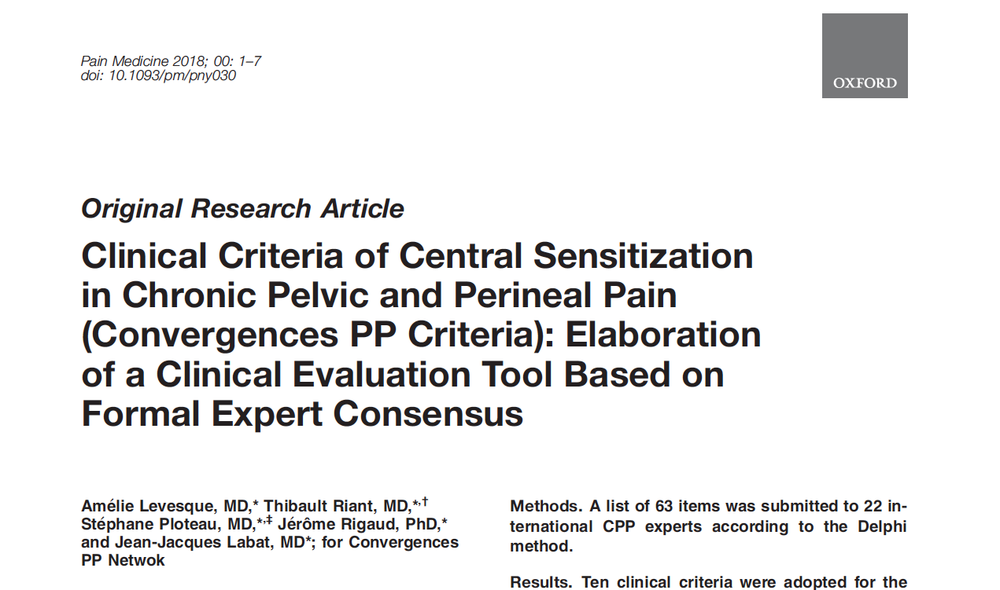 Pain Medicine 2018; 00: 1–7
doi: 10.1093/pm/pny030
OXFORD
Original Research Article
Clinical Criteria of Central Sensitization
in Chronic Pelvic and Perineal Pain
(Convergences PP Criteria): Elaboration
of a Clinical Evaluation Tool Based on
Formal Expert Consensus
Amélie Levesque, MD,* Thibault Riant, MD,*,†
Stéphane Ploteau, MD,*,‡ Jérôme Rigaud, PhD,*
and Jean-Jacques Labat, MD*; for Convergences
PP Netwok
Methods. A list of 63 items was submitted to 22 in-
ternational CPP experts according to the Delphi
method.
Results. Ten clinical criteria were adopted for the